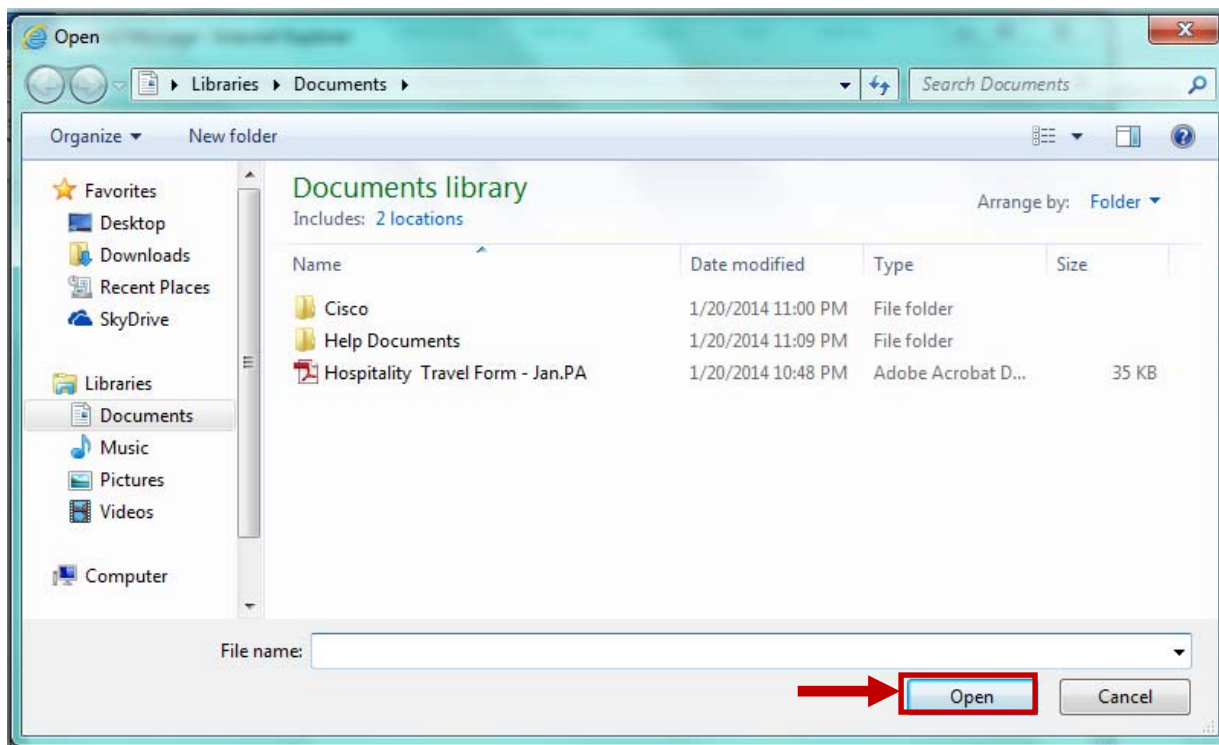 Open
Libraries Documents
Search Documents
Organize New folder
Favorites
Desktop
Downloads
Recent Places
SkyDrive
Libraries
Documents
Music
Pictures
Videos
Computer
Documents library
Includes: 2 locations
Arrange by: Folder
Name Date modified Type Size
Cisco 1/20/2014 11:00 PM File folder
Help Documents 1/20/2014 11:09 PM File folder
Hospitality Travel Form - Jan.PA 1/20/2014 10:48 PM Adobe Acrobat D... 35 KB
File name:
Open Cancel